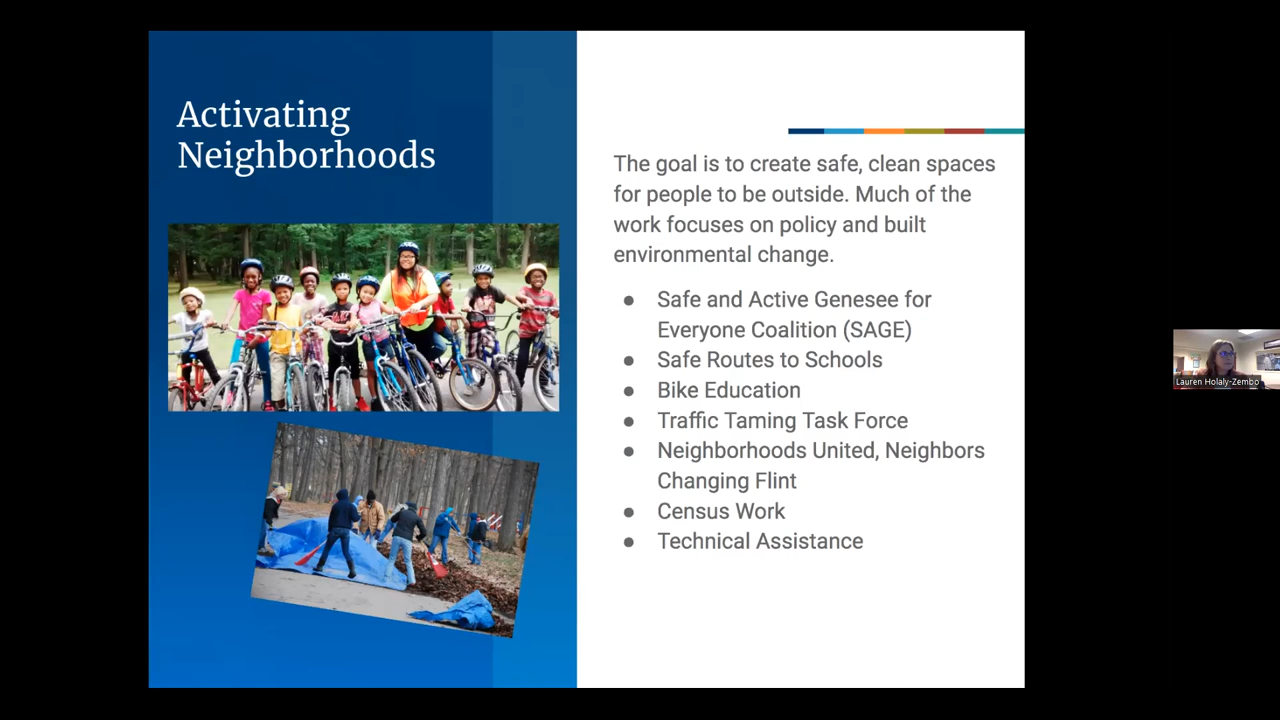 Activating
Neighborhoods
The goal is to create safe, clean spaces
for people to be outside. Much of the
work focuses on policy and built
environmental change.
● Safe and Active Genesee for
Everyone Coalition (SAGE)
● Safe Routes to Schools
● Bike Education
● Traffic Taming Task Force
● Neighborhoods United, Neighbors
Changing Flint
● Census Work
● Technical Assistance
Lauren Holaly-Zembo